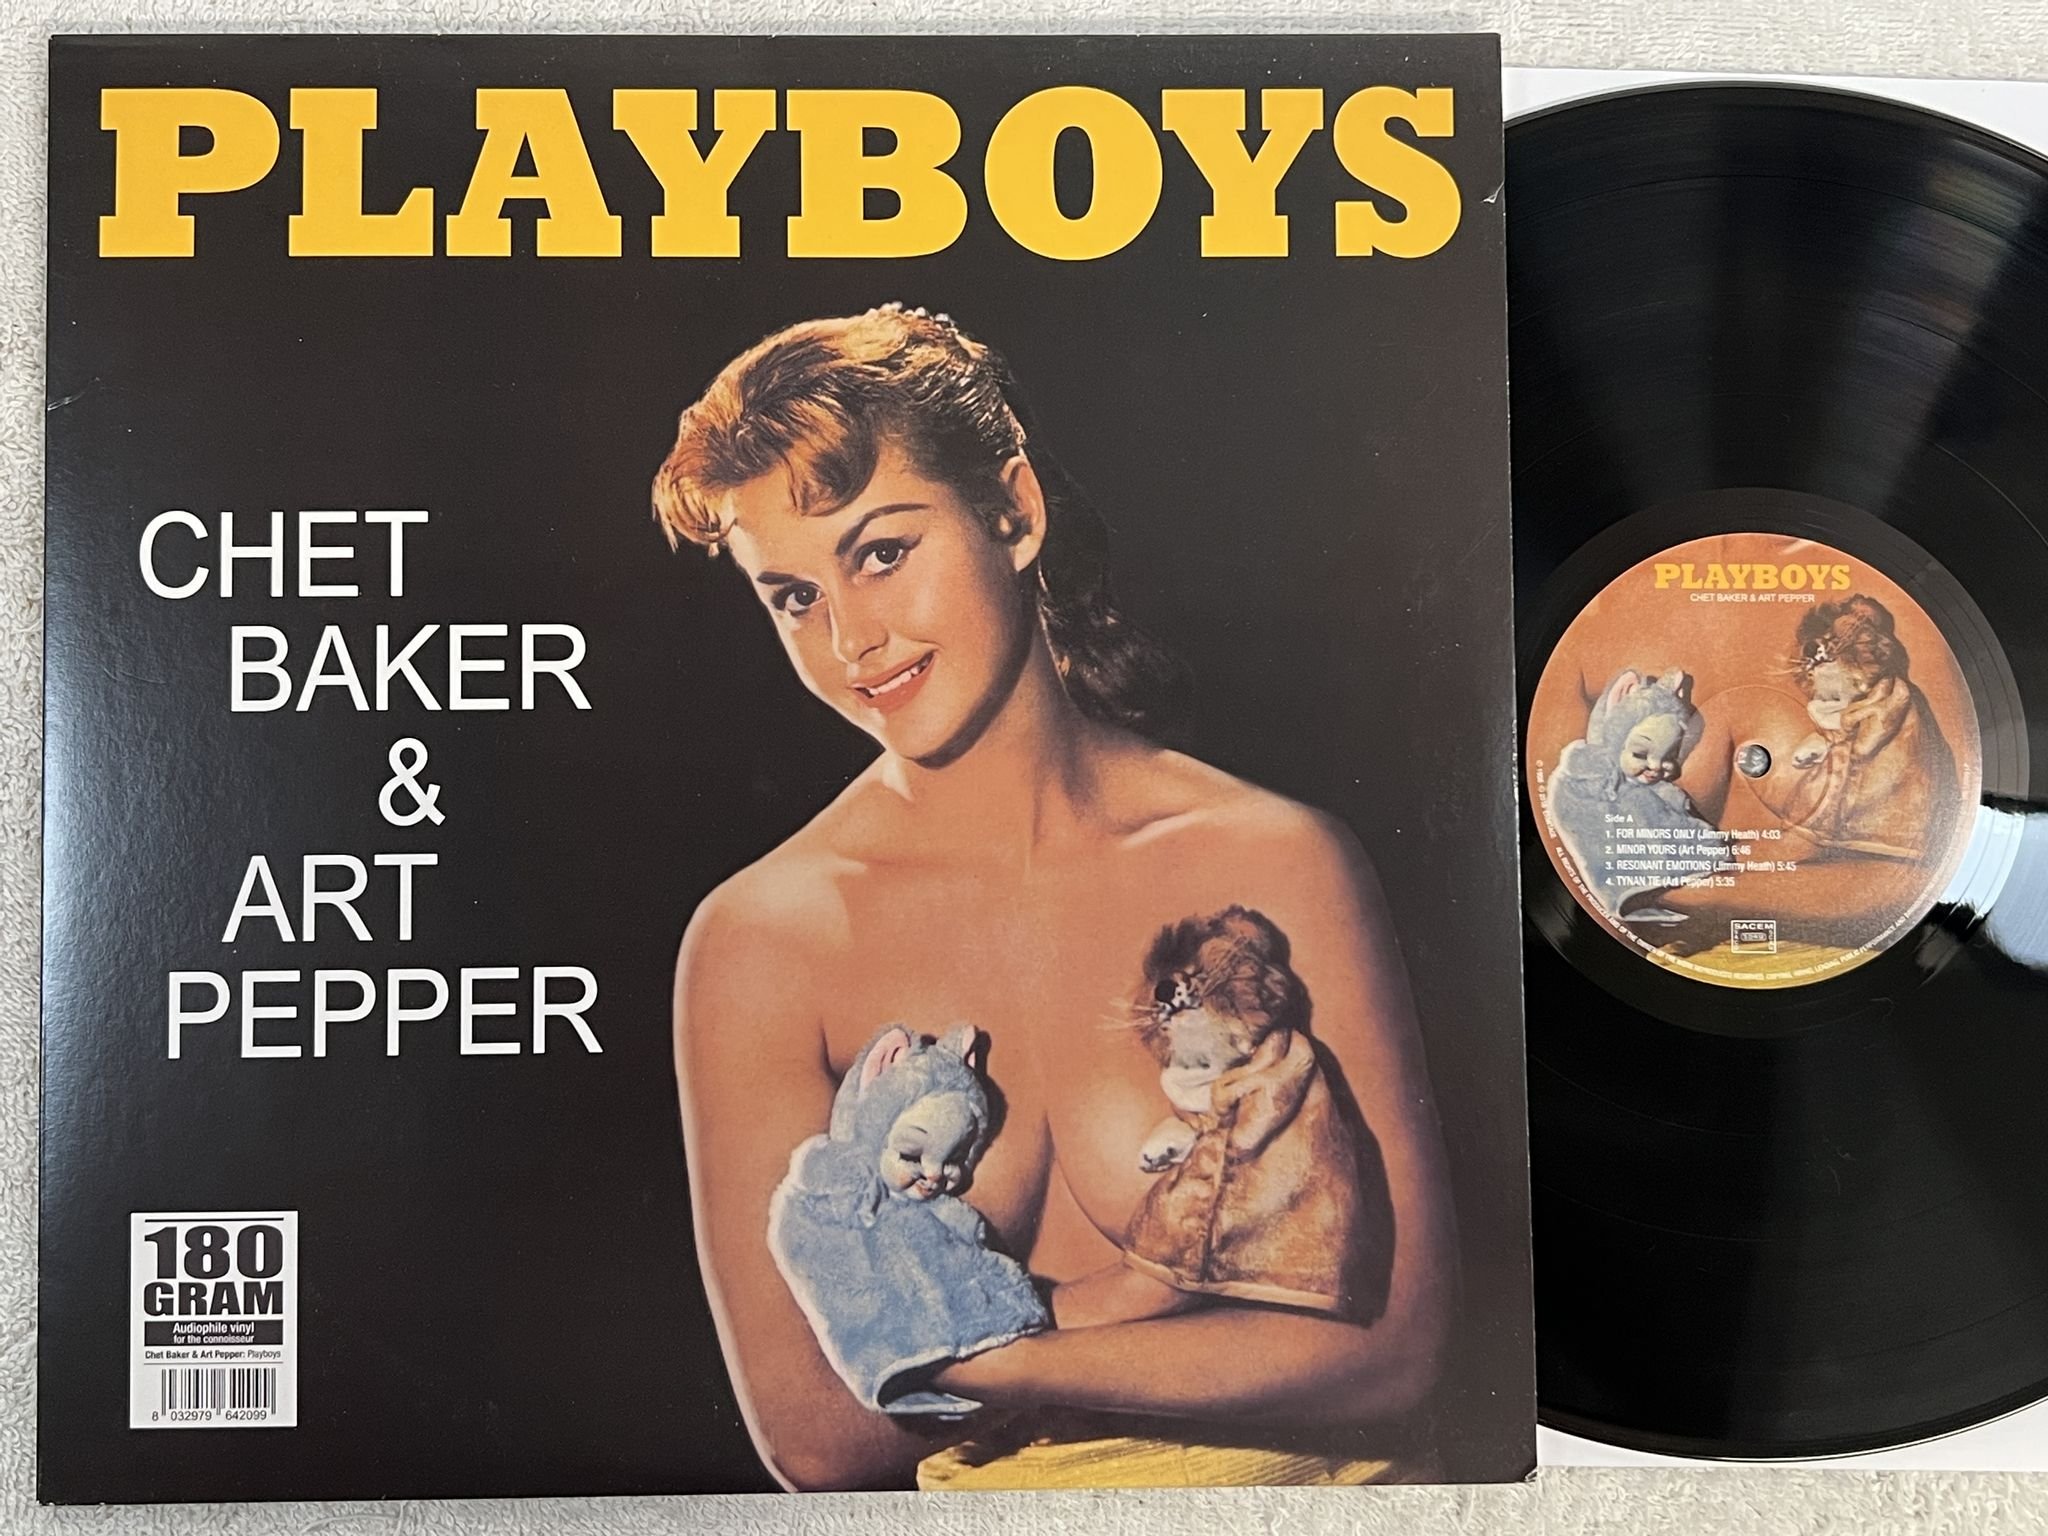 PLAYBOYS
CHET
BAKER
&
ART
PEPPER
180
GRAM
Audiophile vinyl
for the connoisseur
Chet Baker & Art Pepper: Playboys
8 032979 642099
PLAYBOYS
CHET BAKER & ART PEPPER
Side A
1. FOR MINORS ONLY (Jimmy Heath) 4:03
2. MINOR YOURS (Art Pepper) 6:46
3. RESONANT EMOTIONS (Jimmy Heath) 5:45
4. TYNAN TIE (Art Pepper) 5:35
SACEM